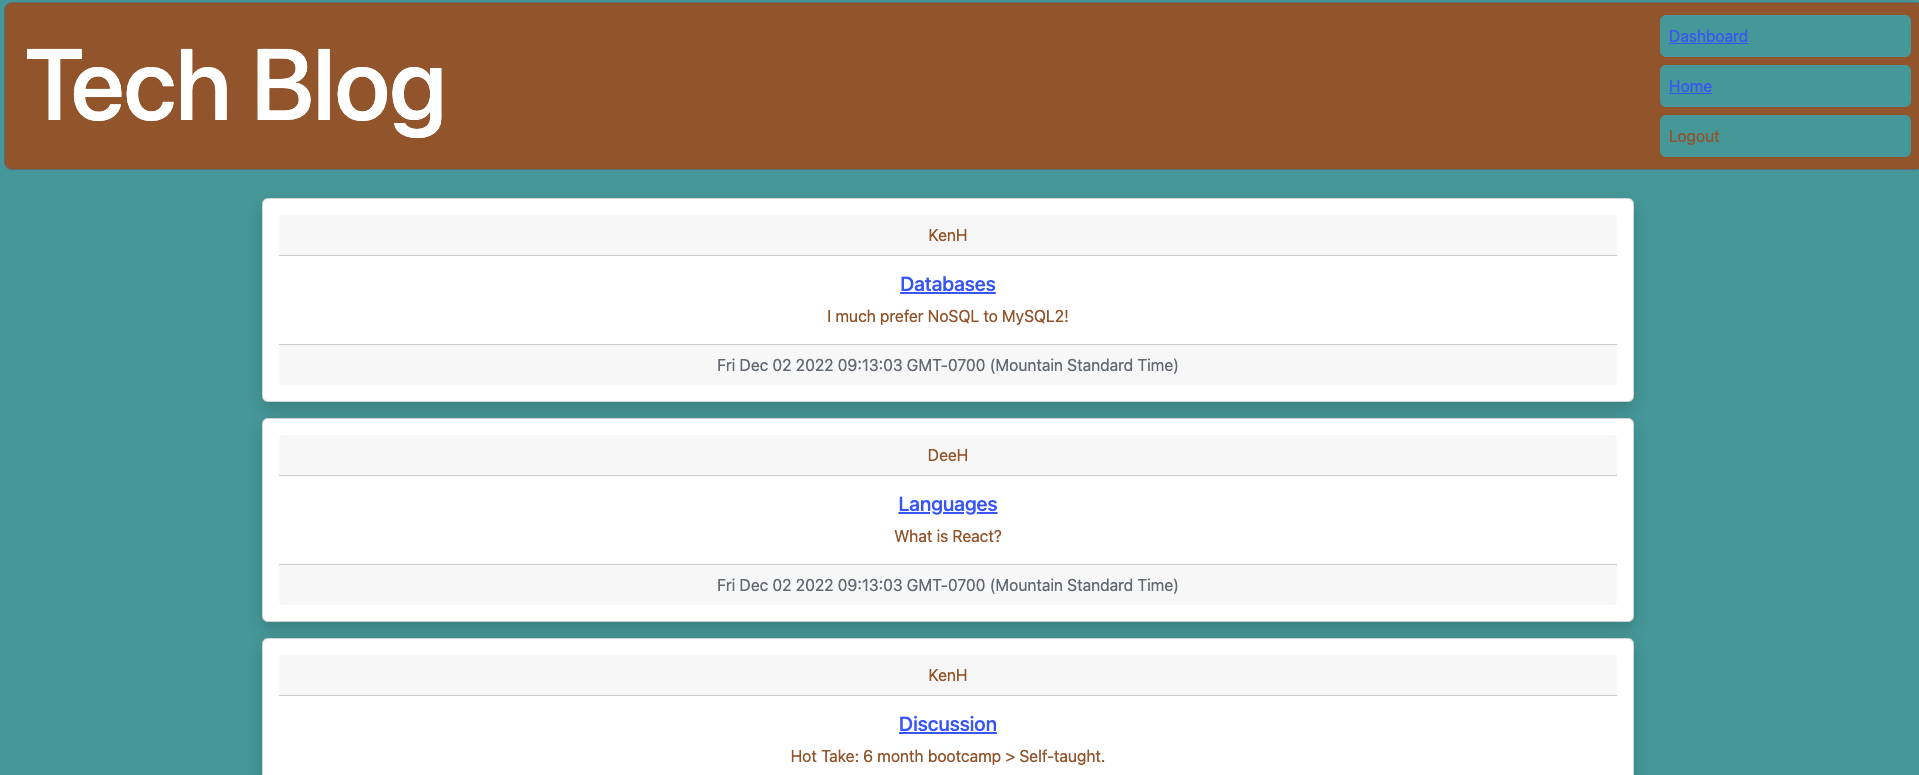 Tech Blog
Dashboard
Home
Logout
KenH
Databases
I much prefer NoSQL to MySQL2!
Fri Dec 02 2022 09:13:03 GMT-0700 (Mountain Standard Time)
DeeH
Languages
What is React?
Fri Dec 02 2022 09:13:03 GMT-0700 (Mountain Standard Time)
KenH
Discussion
Hot Take: 6 month bootcamp > Self-taught.